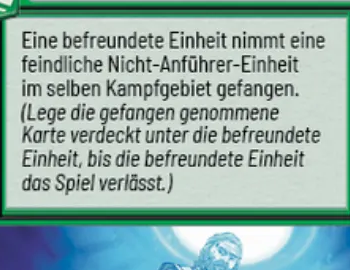 Eine befreundete Einheit nimmt eine
feindliche Nicht-Anführer-Einheit
im selben Kampfgebiet gefangen.
(Lege die gefangen genommene
Karte verdeckt unter die befreundete
Einheit, bis die befreundete Einheit
das Spiel verlässt.)